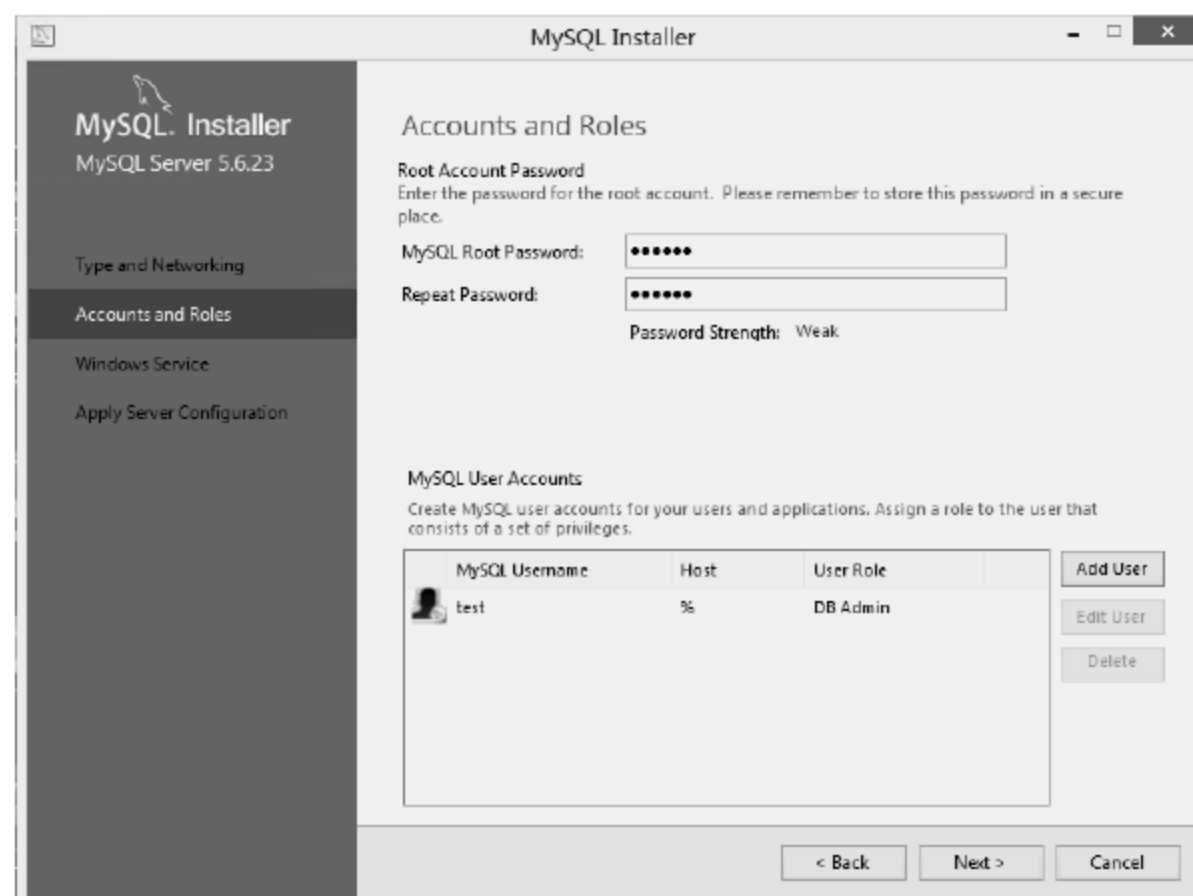 MySQL Installer
MySQL. Installer
MySQL Server 5.6.23
Type and Networking
Accounts and Roles
Windows Service
Apply Server Configuration
Accounts and Roles
Root Account Password
Enter the password for the root account. Please remember to store this password in a secure
place.
MySQL Root Password: ●●●●●●
Repeat Password: ●●●●●●
Password Strength: Weak
MySQL User Accounts
Create MySQL user accounts for your users and applications. Assign a role to the user that
consists of a set of privileges.
MySQL Username Host User Role
test % DB Admin
Add User
Edit User
Delete
< Back Next > Cancel